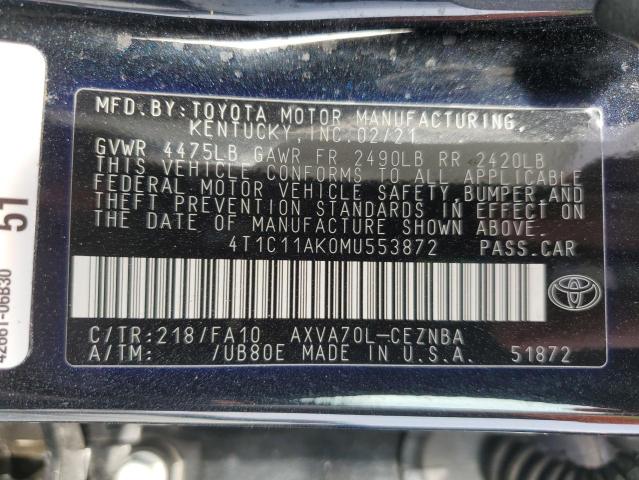 MFD.BY:TOYOTA MOTOR MANUFACTURING,
KENTUCKY, INC. 02/21
GVWR 4475LB GAWR FR 2490LB RR 2420LB
THIS VEHICLE CONFORMS TO ALL APPLICABLE
FEDERAL MOTOR VEHICLE SAFETY, BUMPER, AND
THEFT PREVENTION STANDARDS IN EFFECT ON
THE DATE OF MANUFACTURE SHOWN ABOVE.
4T1C11AK0MU553872 PASS.CAR
C/TR:218/FA10 AXVA70L-CEZNBA
A/TM: /UB80E MADE IN U.S.A. 51872
51
42661-06B30